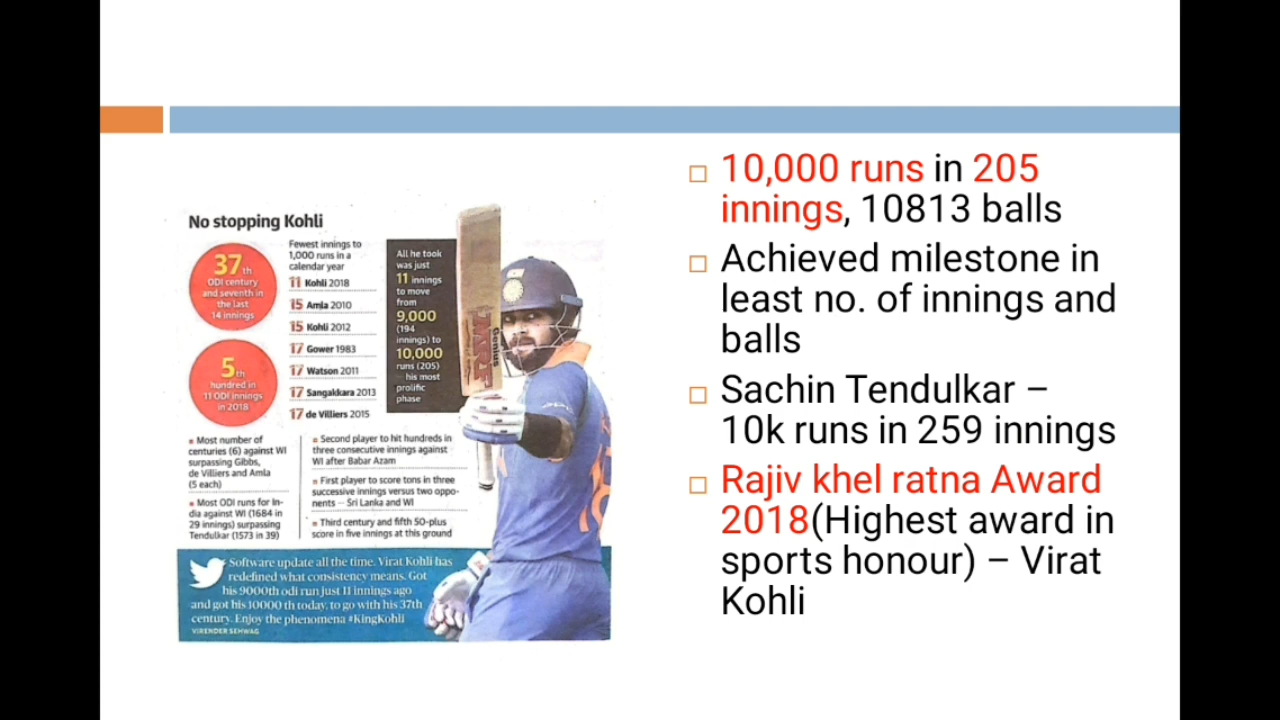 No stopping Kohli
37th
ODI century
and seventh in
the last
14 innings
5th
hundred in
11 ODI innings
in 2018
Fewest innings to
1,000 runs in a
calendar year
11 Kohli 2018
15 Amla 2010
15 Kohli 2012
17 Gower 1983
17 Watson 2011
17 Sangakkara 2013
17 de Villiers 2015
All he took
was just
11 innings
to move
from
9,000
(194
innings) to
10,000
runs (205)
— his most
prolific
phase
Most number of
centuries (6) against WI
surpassing Gibbs,
de Villiers and Amla
(5 each)
Most ODI runs for In-
dia against WI (1684 in
29 innings) surpassing
Tendulkar (1573 in 39)
Second player to hit hundreds in
three consecutive innings against
WI after Babar Azam
First player to score tons in three
successive innings versus two oppo-
nents — Sri Lanka and WI
Third century and fifth 50-plus
score in five innings at this ground
Software update all the time. Virat Kohli has
redefined what consistency means. Got
his 9000th odi run just 11 innings ago
and got his 10000 th today, to go with his 37th
century. Enjoy the phenomena #KingKohli
VIRENDER SEHWAG
Genius
MRF
10,000 runs in 205
innings, 10813 balls
Achieved milestone in
least no. of innings and
balls
Sachin Tendulkar –
10k runs in 259 innings
Rajiv khel ratna Award
2018(Highest award in
sports honour) – Virat
Kohli